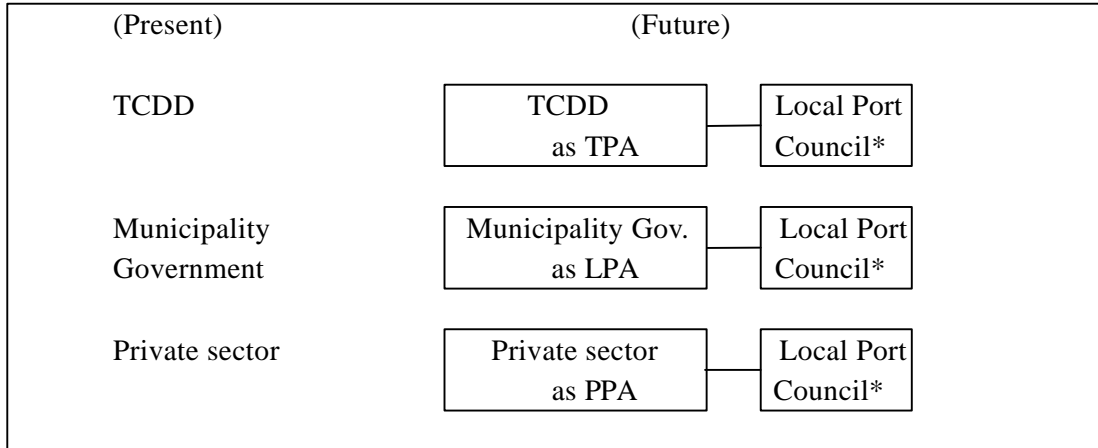 (Present) (Future)
TCDD TCDD Local Port
as TPA Council*
Municipality Municipality Gov. Local Port
Government as LPA Council*
Private sector Private sector Local Port
as PPA Council*